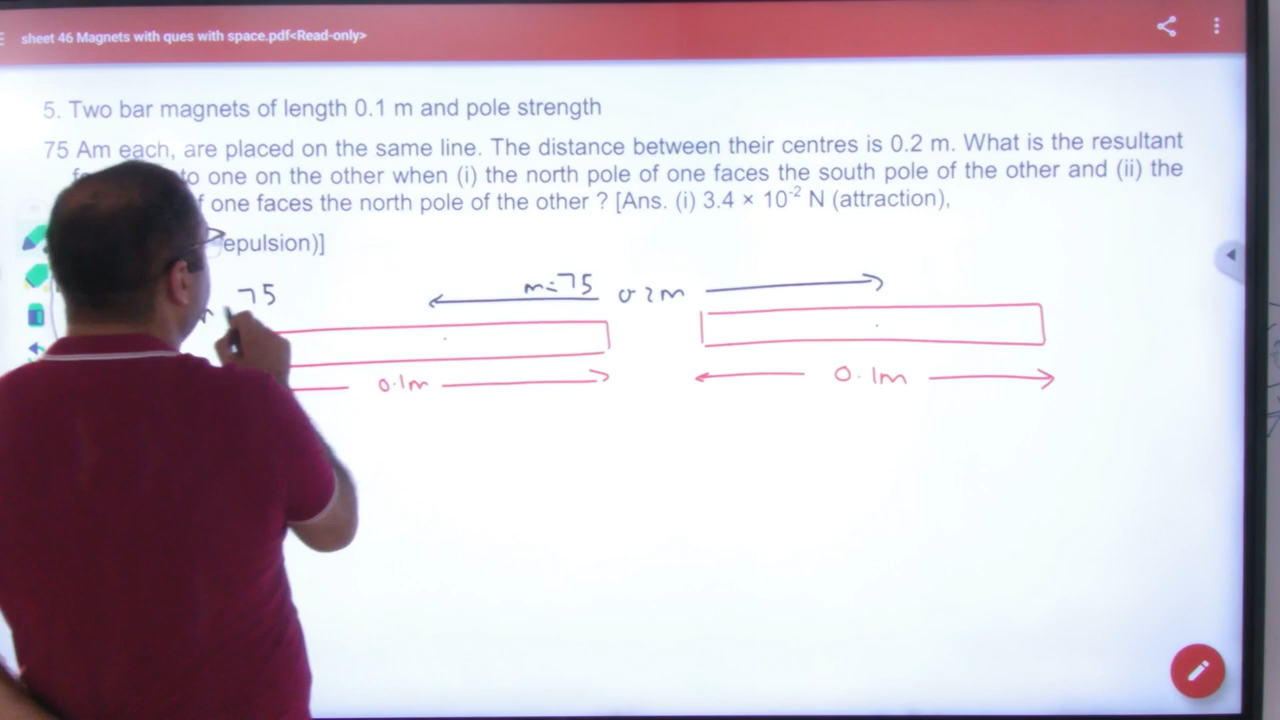 sheet 46 Magnets with ques with space.pdf<Read-only>
5. Two bar magnets of length 0.1 m and pole strength
75 Am each, are placed on the same line. The distance between their centres is 0.2 m. What is the resultant
to one on the other when (i) the north pole of one faces the south pole of the other and (ii) the
one faces the north pole of the other ? [Ans. (i) 3.4 × 10⁻² N (attraction),
epulsion)]
75 m=75 0.2m
0.1m 0.1m